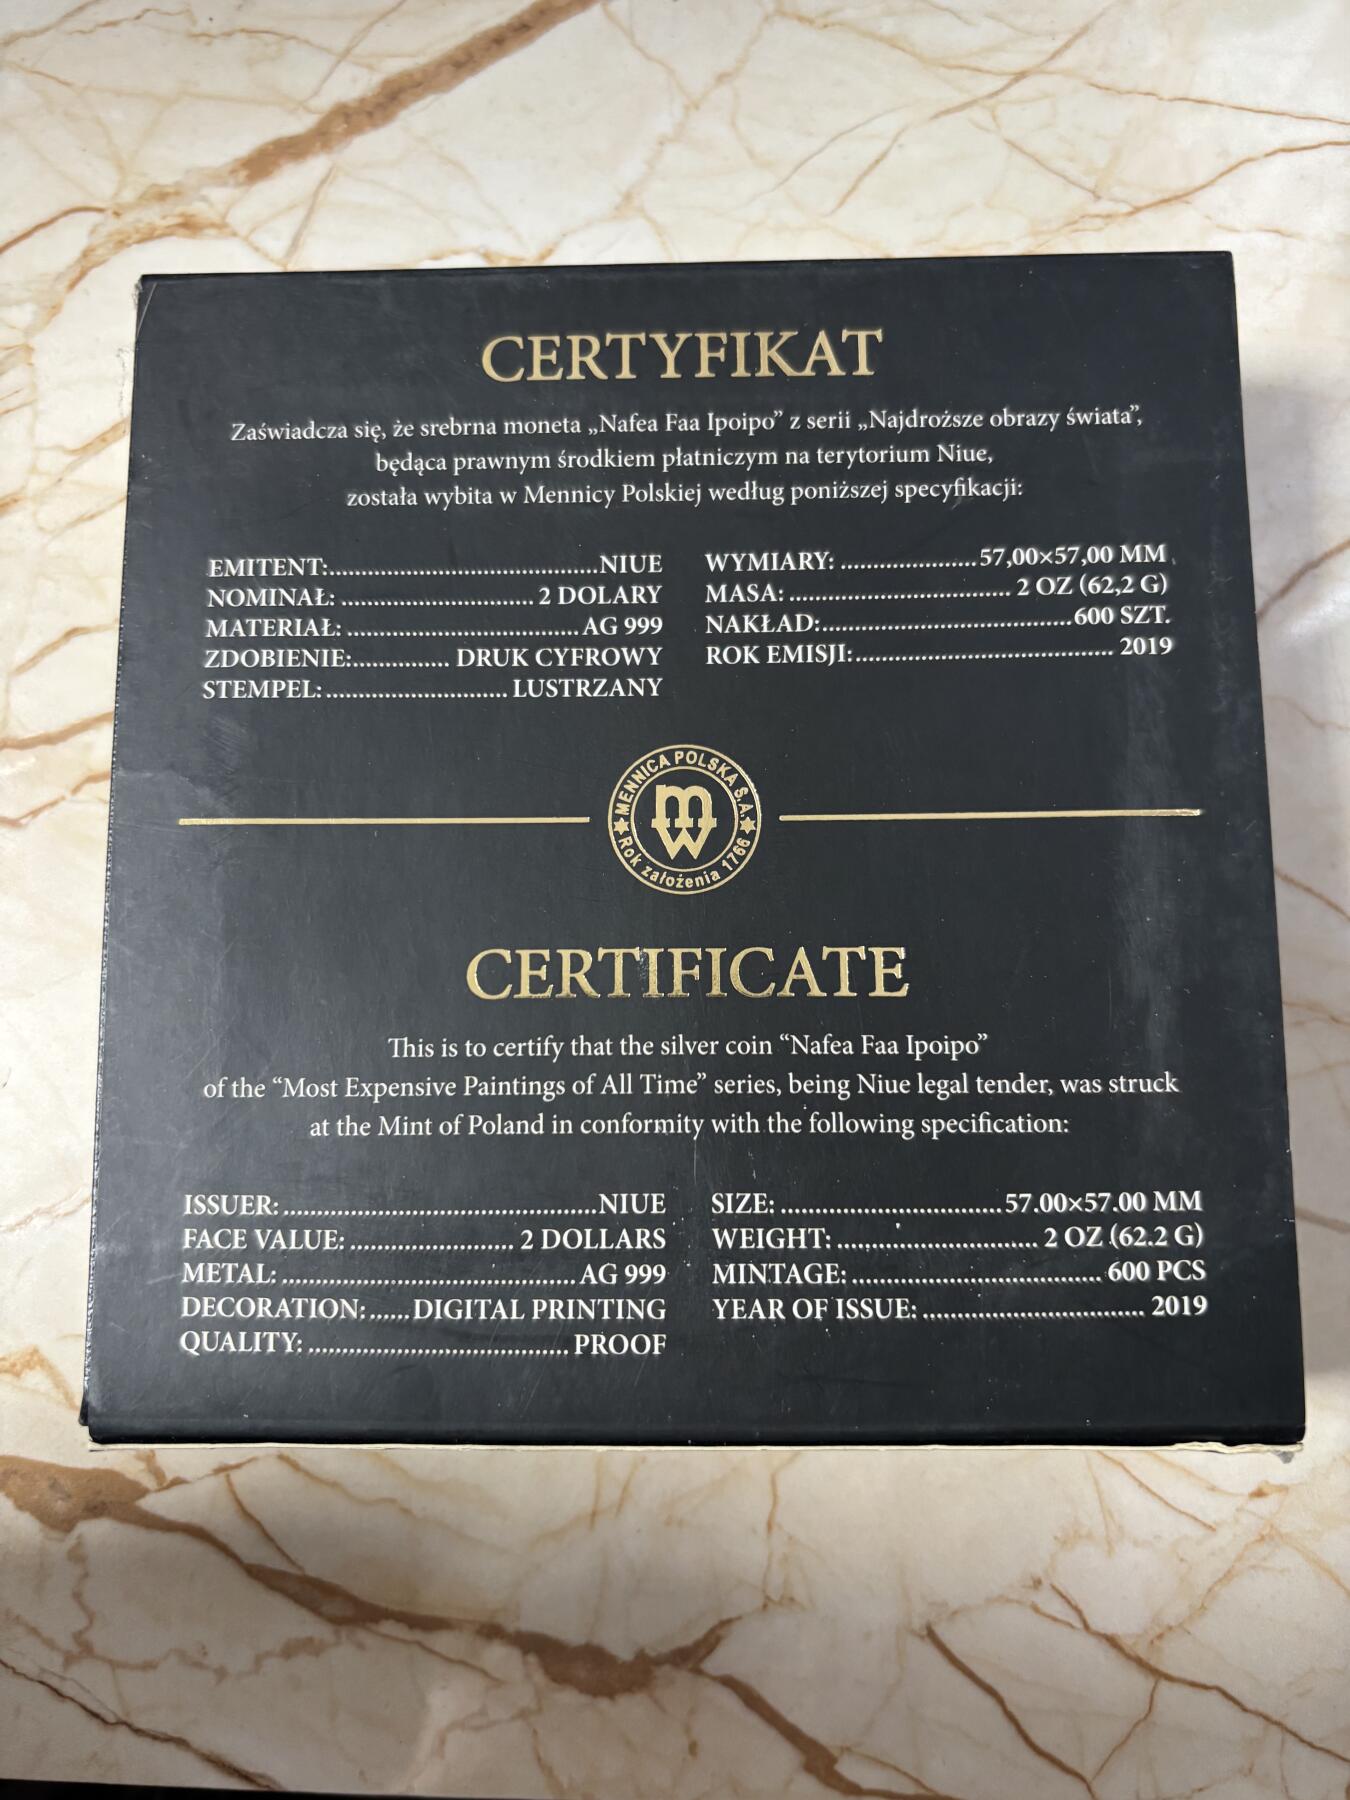 CERTYFIKAT
Zaświadcza się, że srebrna moneta „Nafea Faa Ipoipo” z serii „Najdroższe obrazy świata”,
będąca prawnym środkiem płatniczym na terytorium Niue,
została wybita w Mennicy Polskiej według poniższej specyfikacji:
EMITENT:......................................NIUE
NOMINAŁ: ............................ 2 DOLARY
MATERIAŁ: ..................................AG 999
ZDOBIENIE:.............. DRUK CYFROWY
STEMPEL: .......................... LUSTRZANY
WYMIARY: ....................57,00×57,00 MM
MASA: ................................ 2 OZ (62,2 G)
NAKŁAD:....................................600 SZT.
ROK EMISJI:...................................... 2019
MENNICA POLSKA S.A.
mw
Rok założenia 1766
CERTIFICATE
This is to certify that the silver coin “Nafea Faa Ipoipo”
of the “Most Expensive Paintings of All Time” series, being Niue legal tender, was struck
at the Mint of Poland in conformity with the following specification:
ISSUER: .............................................NIUE
FACE VALUE: ........................ 2 DOLLARS
METAL: ...........................................AG 999
DECORATION:......DIGITAL PRINTING
QUALITY: ...................................... PROOF
SIZE: .................................57.00×57.00 MM
WEIGHT: .............................. 2 OZ (62.2 G)
MINTAGE: ..................................... 600 PCS
YEAR OF ISSUE: ................................. 2019